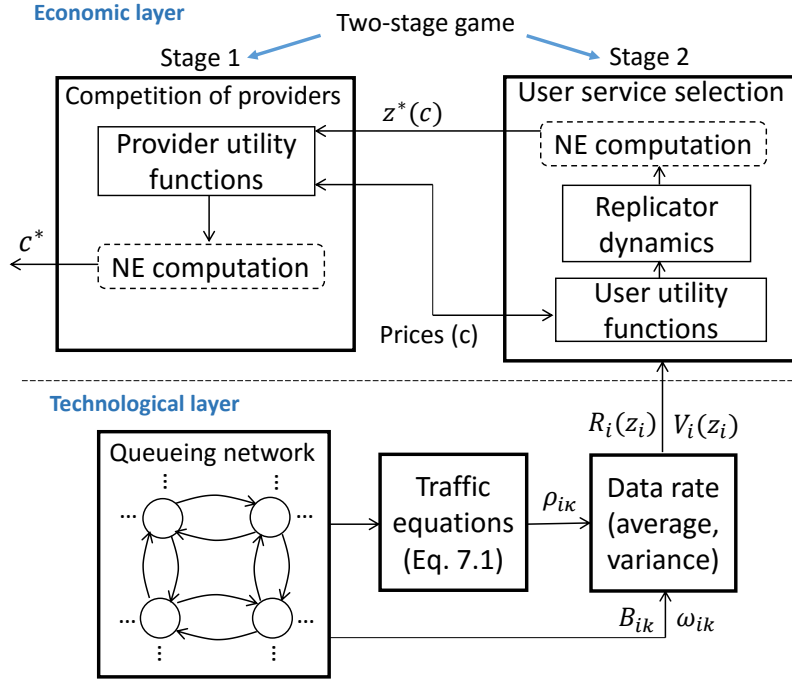 Economic layer
Two-stage game
Stage 1
Stage 2
Competition of providers
User service selection
z*(c)
Provider utility
functions
NE computation
Replicator
dynamics
c*
NE computation
User utility
functions
Prices (c)
Technological layer
R_i(z_i) V_i(z_i)
Queueing network
Traffic
equations
(Eq. 7.1)
ρ_iκ
Data rate
(average,
variance)
B_ik ω_ik